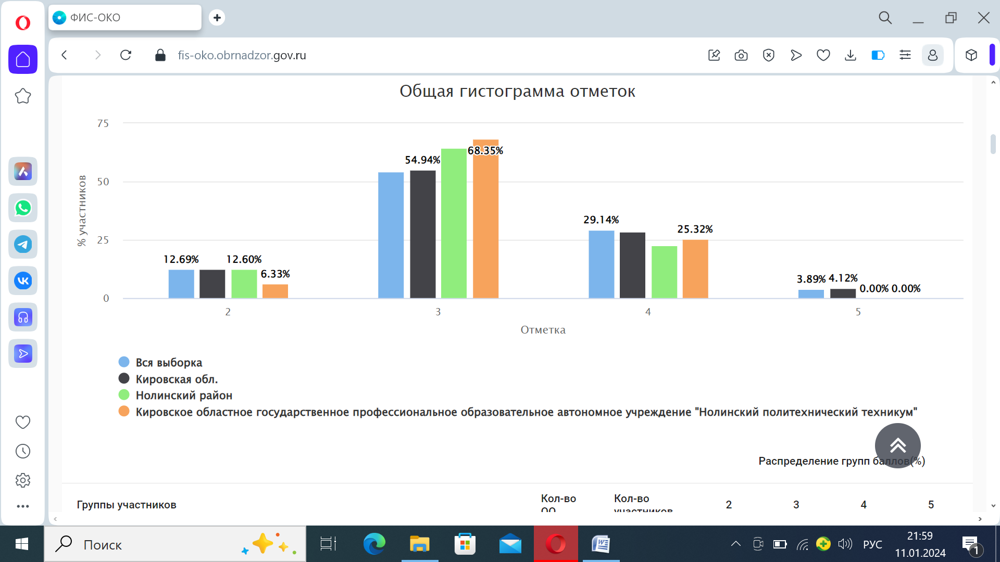 ФИС-ОКО
fis-oko.obrnadzor.gov.ru
Общая гистограмма отметок
% участников
75
50
25
0
12.69%
12.60%
6.33%
54.94%
68.35%
29.14%
25.32%
3.89%
4.12%
0.00%
0.00%
2
3
4
5
Отметка
Вся выборка
Кировская обл.
Нолинский район
Кировское областное государственное профессиональное образовательное автономное учреждение "Нолинский политехнический техникум"
Распределение групп баллов(%)
Группы участников
Кол-во
ОО
Кол-во
участников
2
3
4
5
Поиск
РУС
21:59
11.01.2024
1